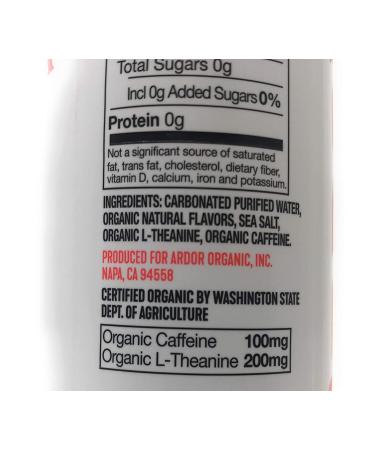 Total Sugars 0g
Incl 0g Added Sugars 0%
Protein 0g
Not a significant source of saturated
fat, trans fat, cholesterol, dietary fiber,
vitamin D, calcium, iron and potassium.
INGREDIENTS: CARBONATED PURIFIED WATER,
ORGANIC NATURAL FLAVORS, SEA SALT,
ORGANIC L-THEANINE, ORGANIC CAFFEINE.
PRODUCED FOR ARDOR ORGANIC, INC.
NAPA, CA 94558
CERTIFIED ORGANIC BY WASHINGTON STATE
DEPT. OF AGRICULTURE
Organic Caffeine 100mg
Organic L-Theanine 200mg